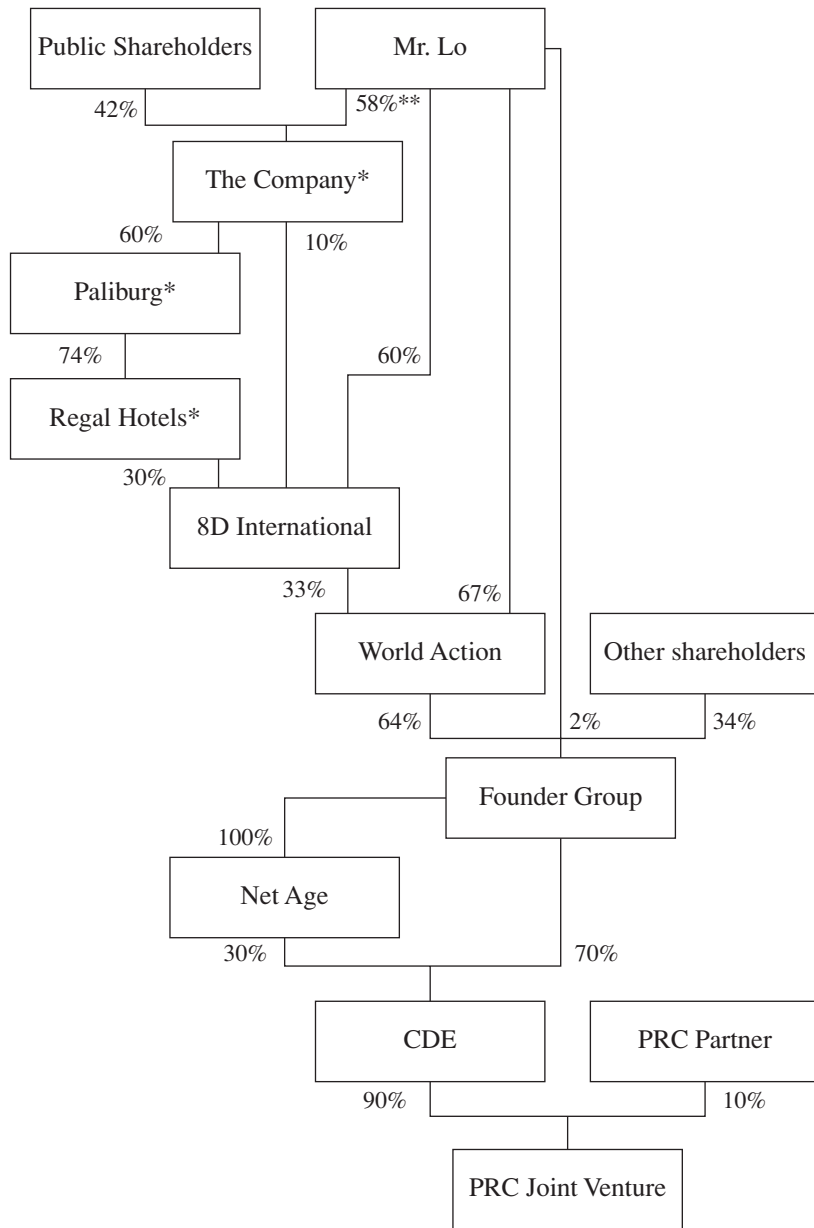 Public Shareholders
Mr. Lo
42%
58%**
The Company*
60%
10%
Paliburg*
74%
60%
Regal Hotels*
30%
8D International
33%
67%
World Action
Other shareholders
64%
2%
34%
Founder Group
100%
Net Age
30%
70%
CDE
PRC Partner
90%
10%
PRC Joint Venture